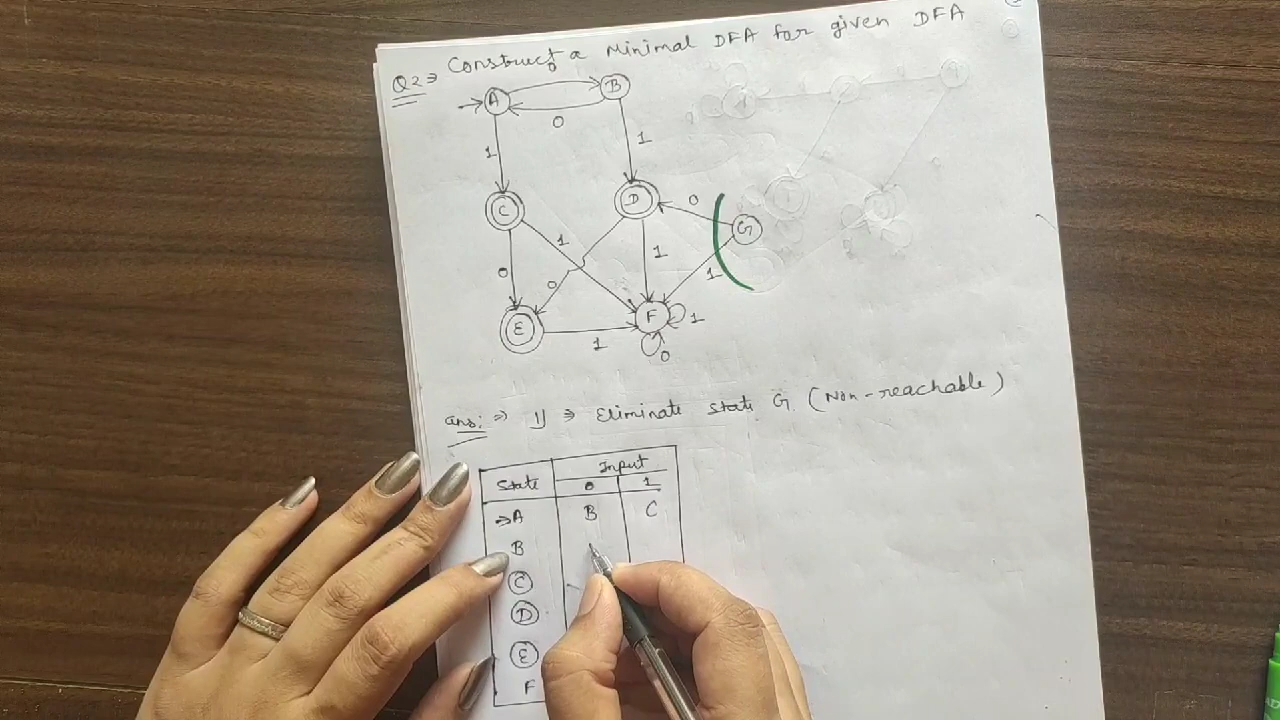 Q2⇒ Construct a Minimal DFA for given DFA
0
A B
0
1 1
C D 0 G
1 1
0 0 1
E F 1
1 0
ans: ⇒ 1) ⇒ Eliminate state G. (Non-reachable)
State Input
0 1
→A B C
B
C
D
E
F